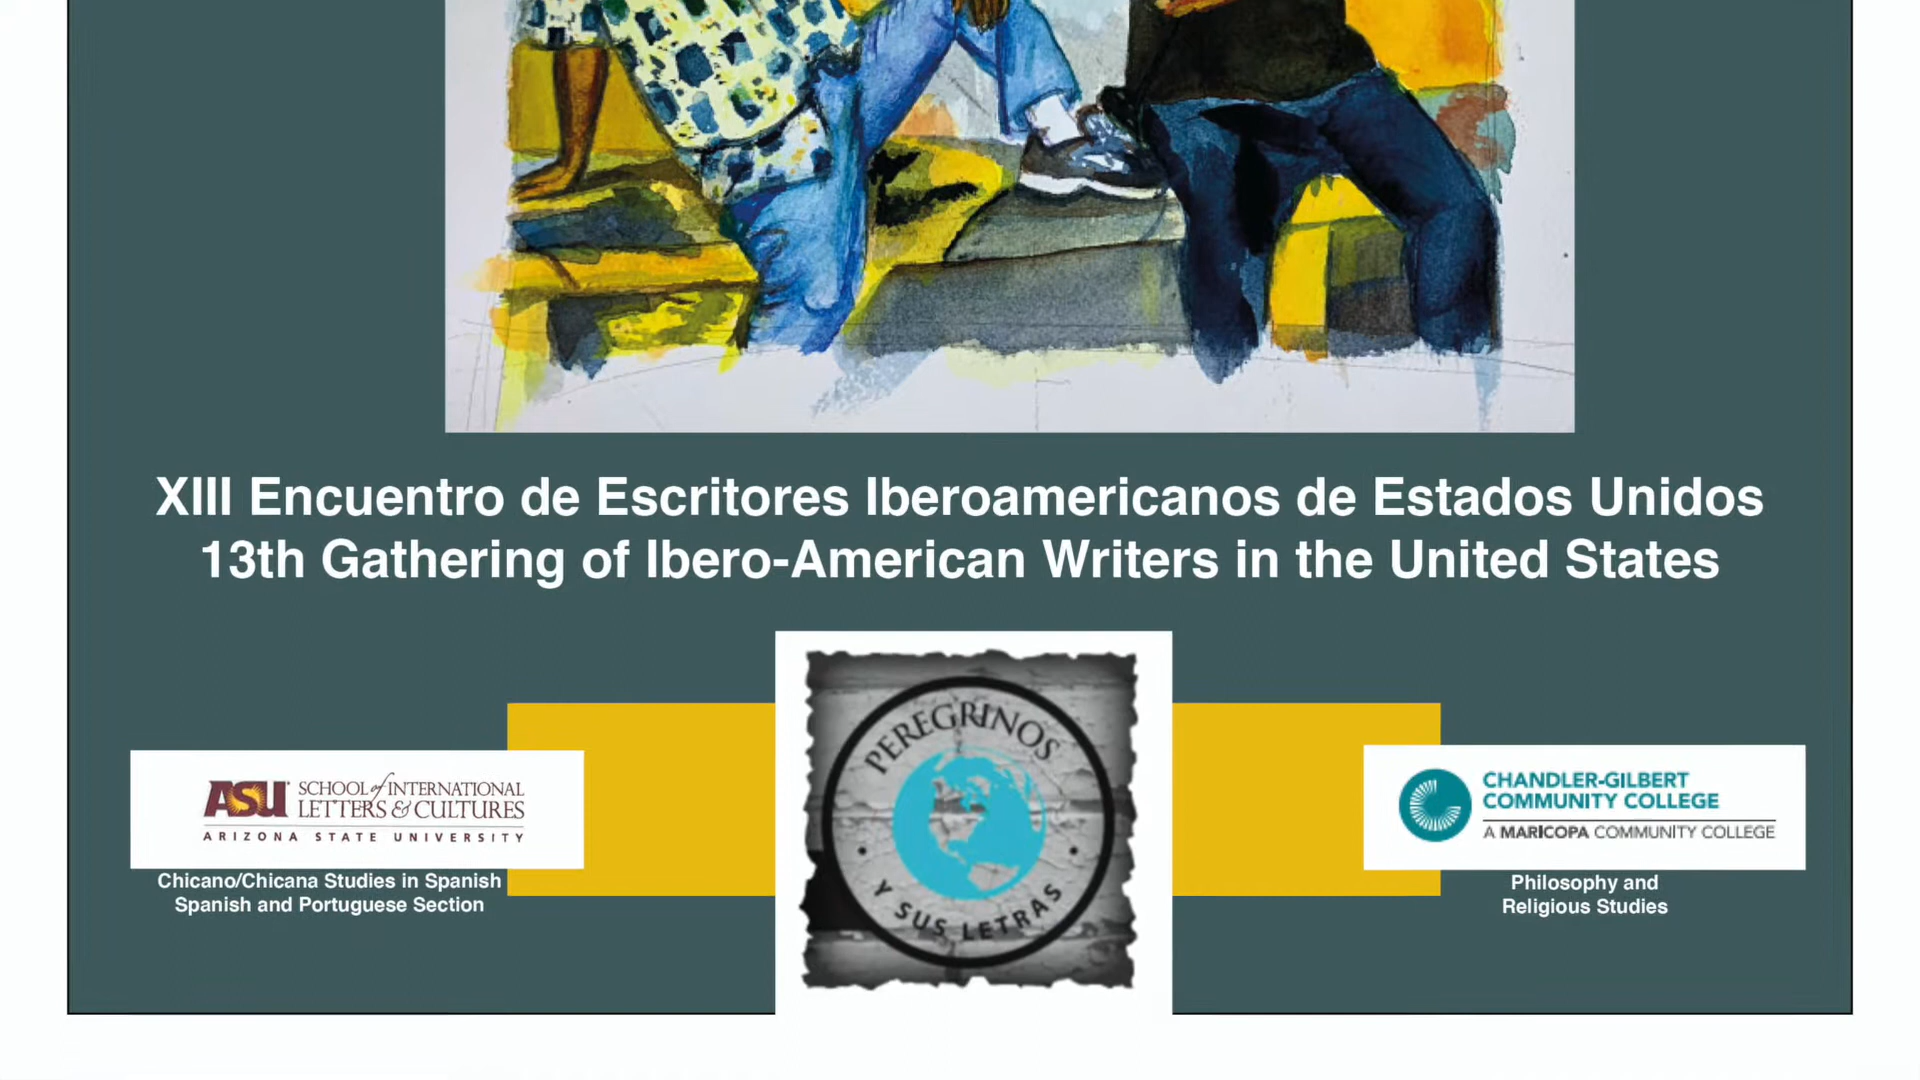 XIII Encuentro de Escritores Iberoamericanos de Estados Unidos
13th Gathering of Ibero-American Writers in the United States
PEREGRINOS
Y SUS LETRAS
ASU SCHOOL of INTERNATIONAL
LETTERS & CULTURES
ARIZONA STATE UNIVERSITY
Chicano/Chicana Studies in Spanish
Spanish and Portuguese Section
CHANDLER-GILBERT
COMMUNITY COLLEGE
A MARICOPA COMMUNITY COLLEGE
Philosophy and
Religious Studies